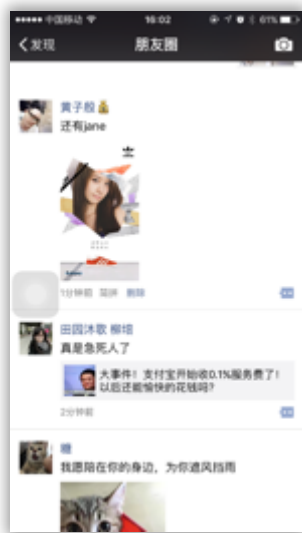 中国移动 16:02 61%
发现 朋友圈
黄子殷
还有jane
1分钟前 简拼 删除
田园沐歌 柳培
真是急死人了
大事件！支付宝开始收0.1%服务费了！
以后还能愉快的花钱吗？
2分钟前
我愿陪在你的身边，为你遮风挡雨